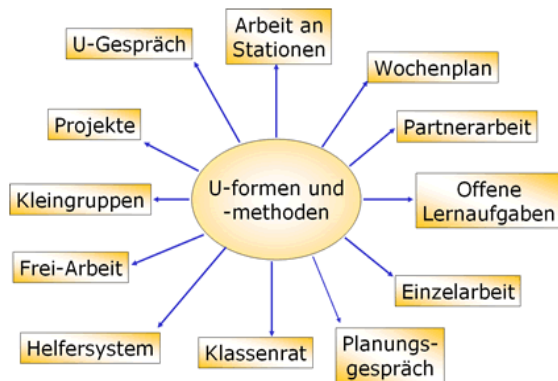 Arbeit an
Stationen
U-Gespräch
Wochenplan
Projekte
Partnerarbeit
U-formen und
-methoden
Kleingruppen
Offene
Lernaufgaben
Frei-Arbeit
Einzelarbeit
Helfersystem
Klassenrat
Planungs-
gespräch